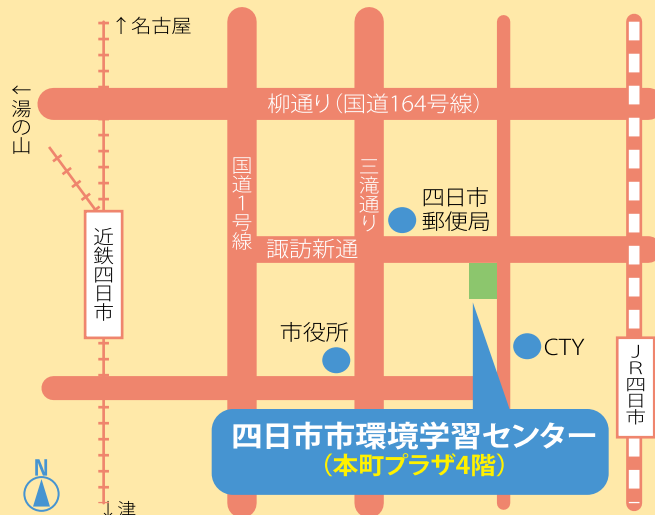 ↑名古屋
←湯の山
柳通り(国道164号線)
国道1号線
三滝通り
四日市
郵便局
近鉄四日市
諏訪新通
市役所
CTY
JR四日市
四日市市環境学習センター
(本町プラザ4階)
N
↓津